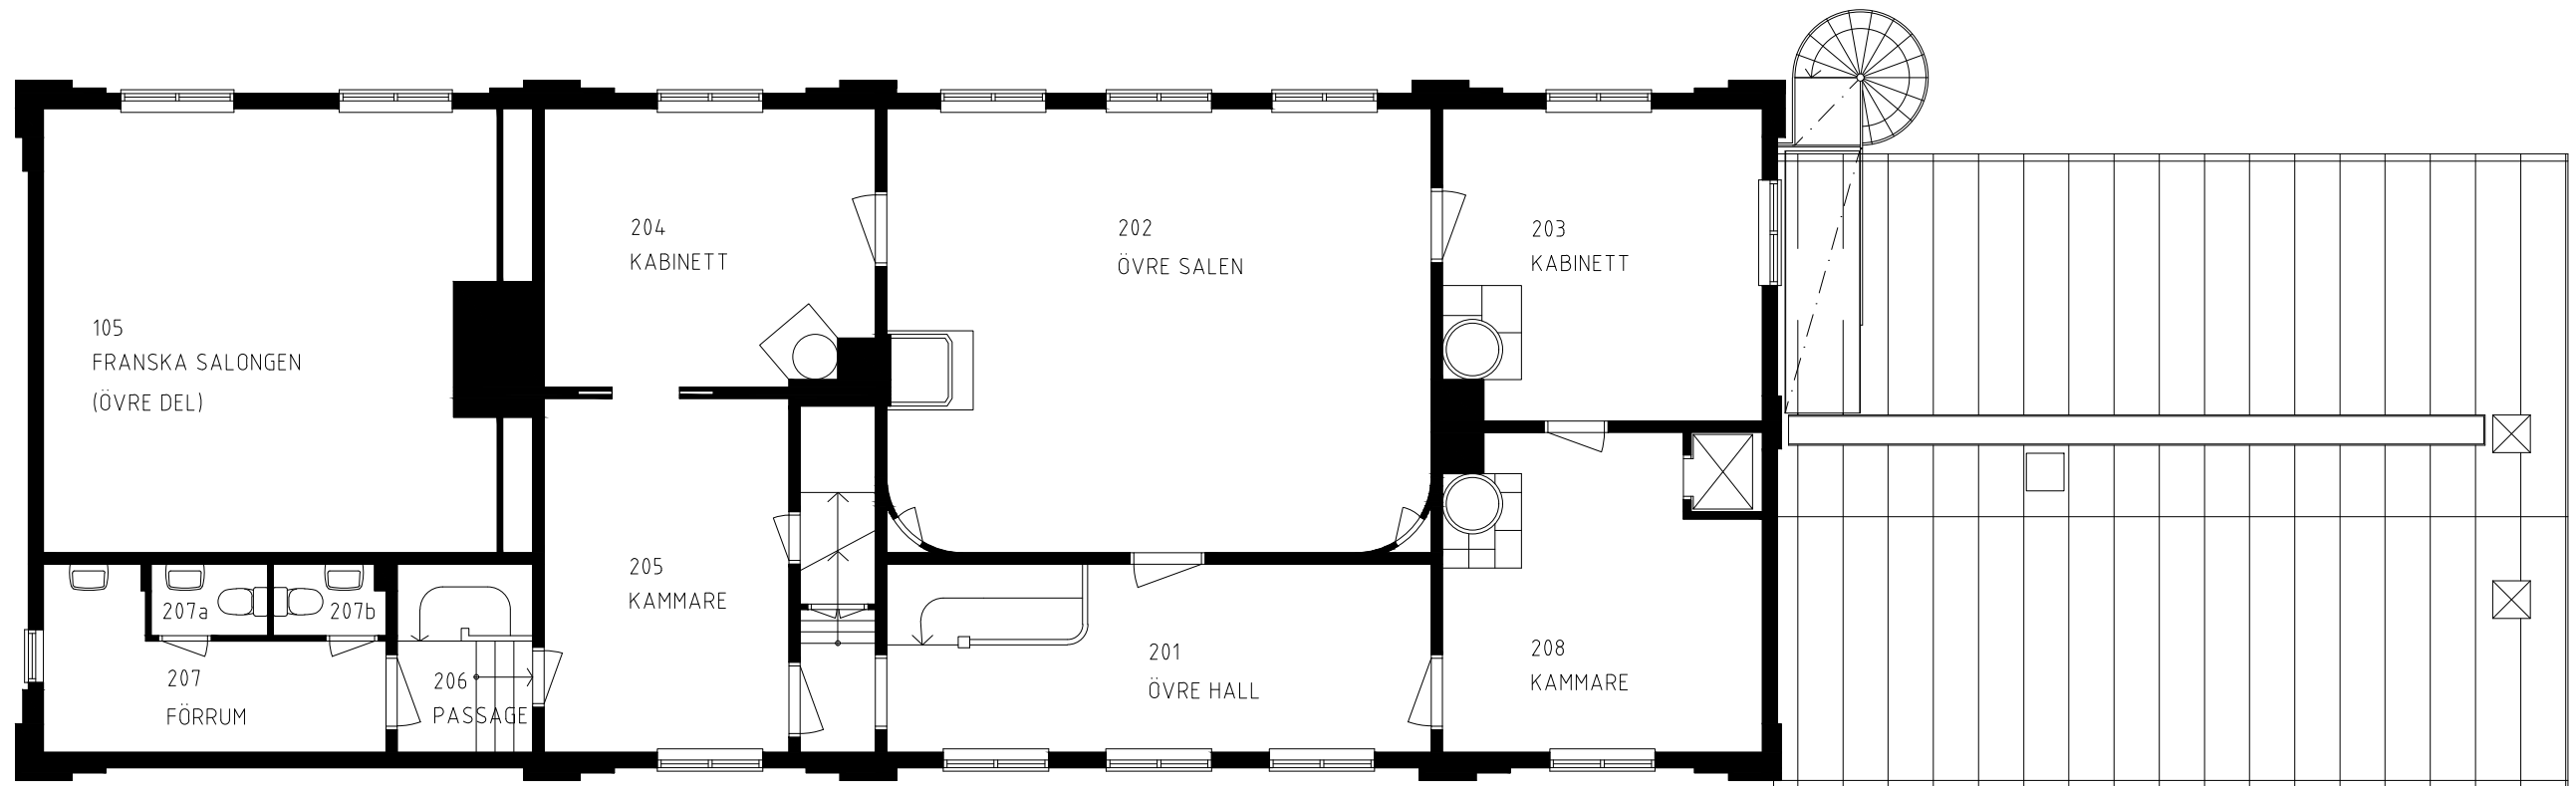 105
FRANSKA SALONGEN
(ÖVRE DEL)
204
KABINETT
202
ÖVRE SALEN
203
KABINETT
205
KAMMARE
207a
207b
207
FÖRRUM
206
PASSAGE
201
ÖVRE HALL
208
KAMMARE